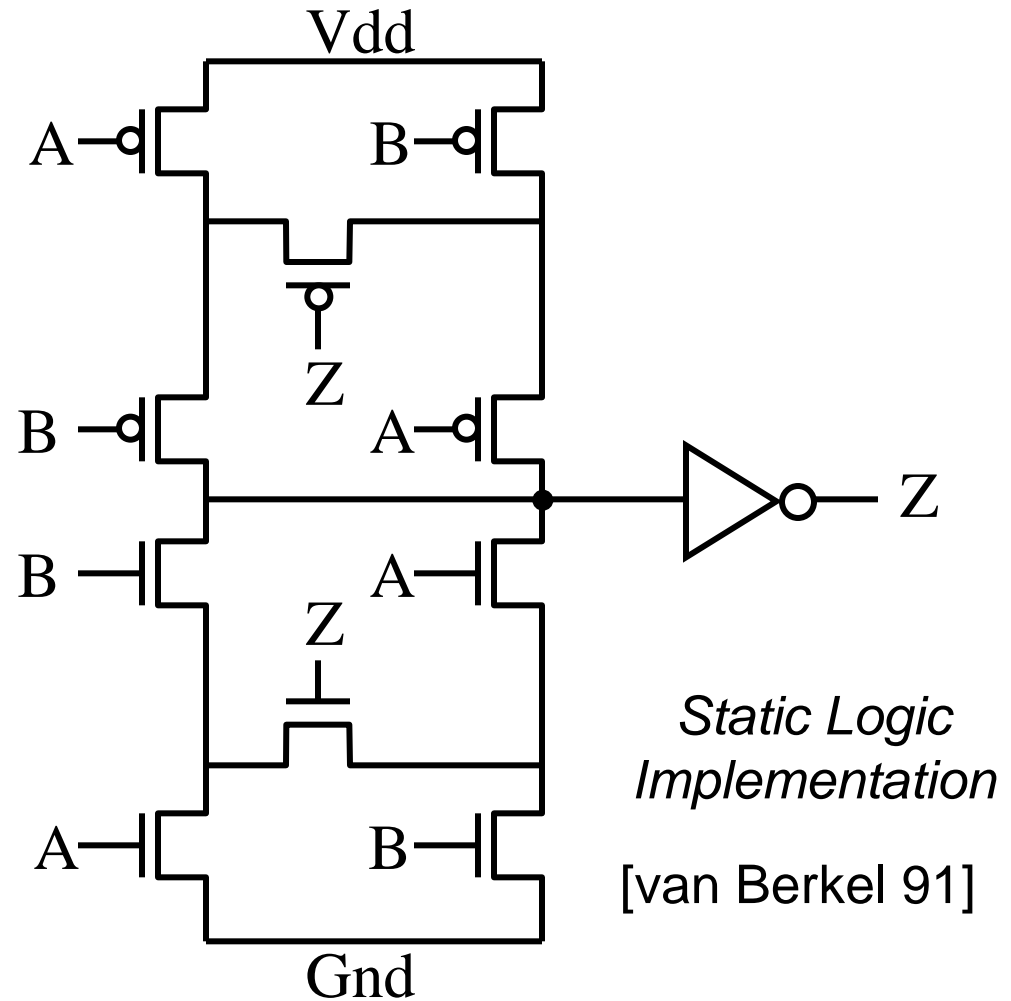 Vdd
A
B
Z
B
A
Z
B
A
Z
Static Logic
Implementation
A
B
[van Berkel 91]
Gnd